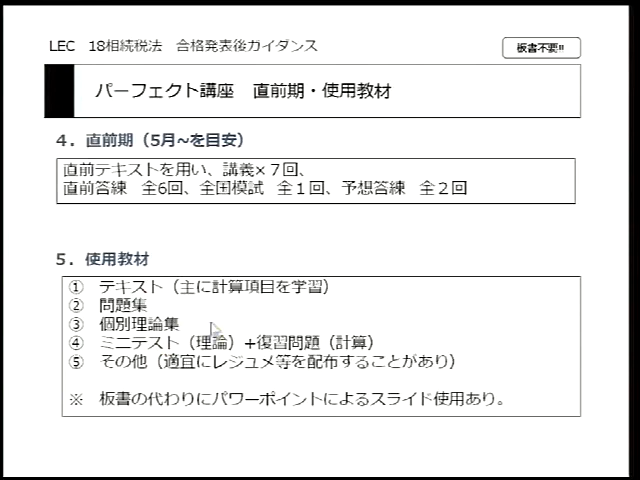 LEC　18相続税法　合格発表後ガイダンス
板書不要!!
パーフェクト講座　直前期・使用教材
４．直前期（5月~を目安）
直前テキストを用い、講義×７回、
直前答練　全6回、全国模試　全１回、予想答練　全２回
５．使用教材
①　テキスト（主に計算項目を学習）
②　問題集
③　個別理論集
④　ミニテスト（理論）+復習問題（計算）
⑤　その他（適宜にレジュメ等を配布することがあり）
※　板書の代わりにパワーポイントによるスライド使用あり。